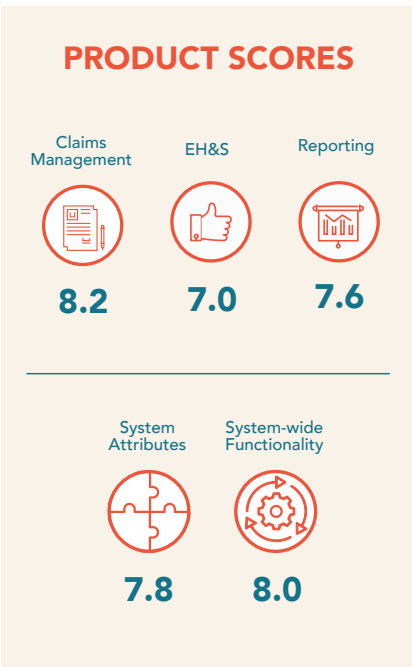 PRODUCT SCORES
Claims
Management
EH&S
Reporting
8.2
7.0
7.6
System
Attributes
System-wide
Functionality
7.8
8.0